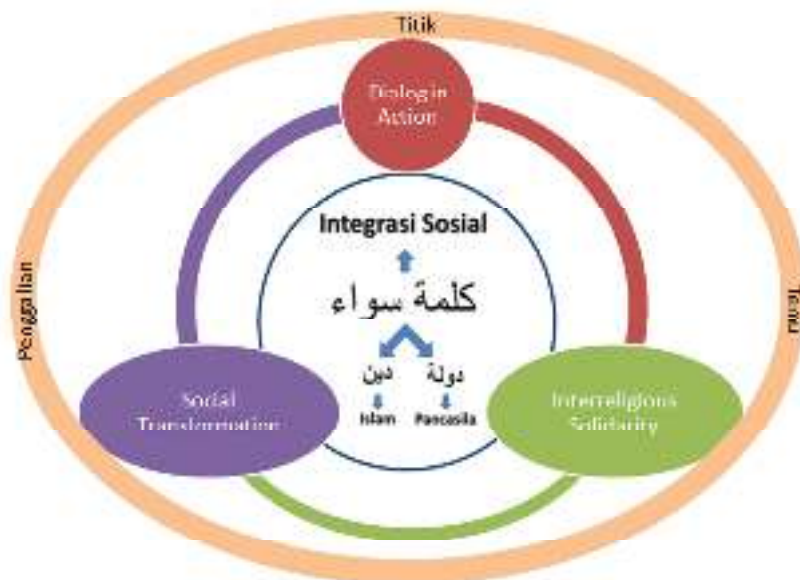 Titik
Dialog in
Action
Integrasi Sosial
كلمة سواء
Penggalian
Temu
دين
دولة
Islam
Pancasila
Social
Transformation
Interreligious
Solidarity